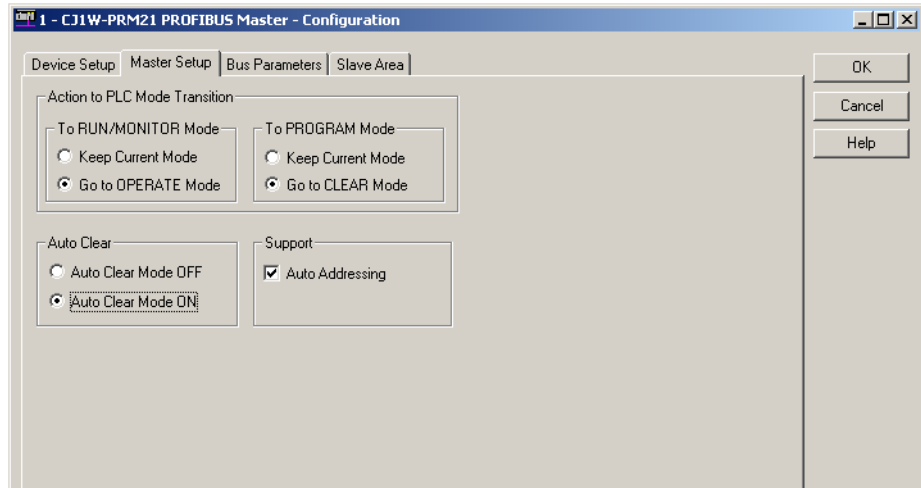 1 - CJ1W-PRM21 PROFIBUS Master - Configuration
Device Setup Master Setup Bus Parameters Slave Area
OK
Cancel
Help
Action to PLC Mode Transition
To RUN/MONITOR Mode To PROGRAM Mode
Keep Current Mode Keep Current Mode
Go to OPERATE Mode Go to CLEAR Mode
Auto Clear Support
Auto Clear Mode OFF Auto Addressing
Auto Clear Mode ON